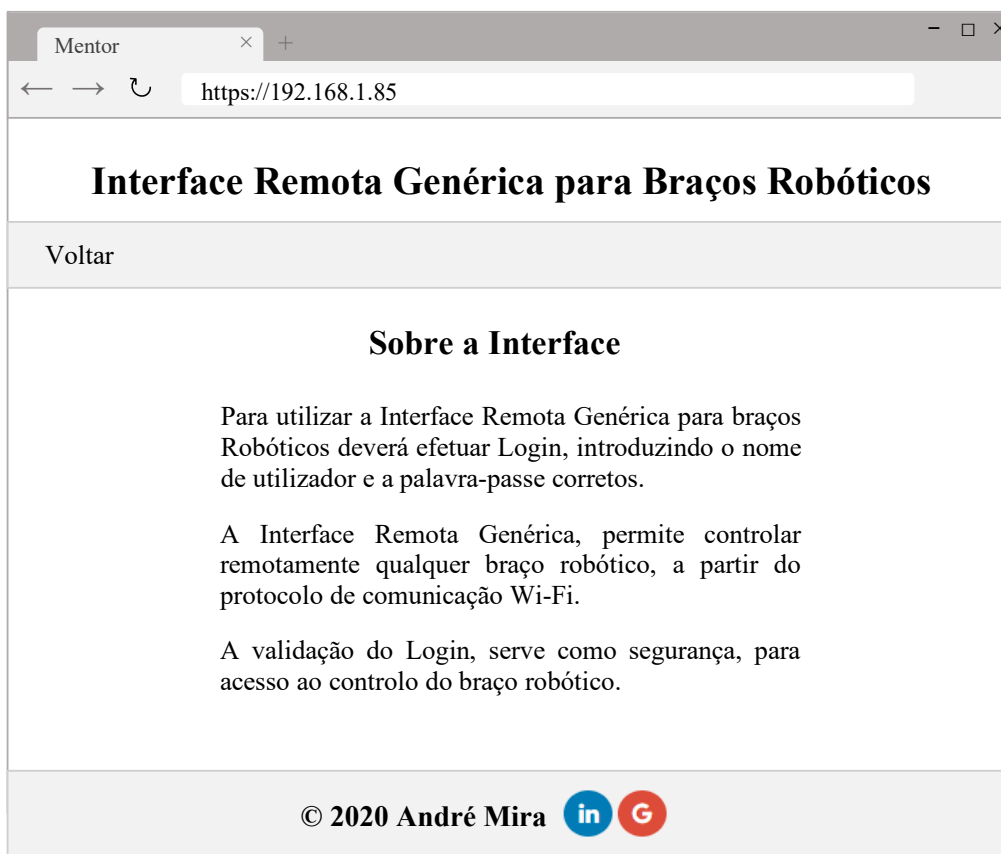 Mentor
https://192.168.1.85
Interface Remota Genérica para Braços Robóticos
Voltar
Sobre a Interface
Para utilizar a Interface Remota Genérica para braços
Robóticos deverá efetuar Login, introduzindo o nome
de utilizador e a palavra-passe corretos.
A Interface Remota Genérica, permite controlar
remotamente qualquer braço robótico, a partir do
protocolo de comunicação Wi-Fi.
A validação do Login, serve como segurança, para
acesso ao controlo do braço robótico.
© 2020 André Mira in G